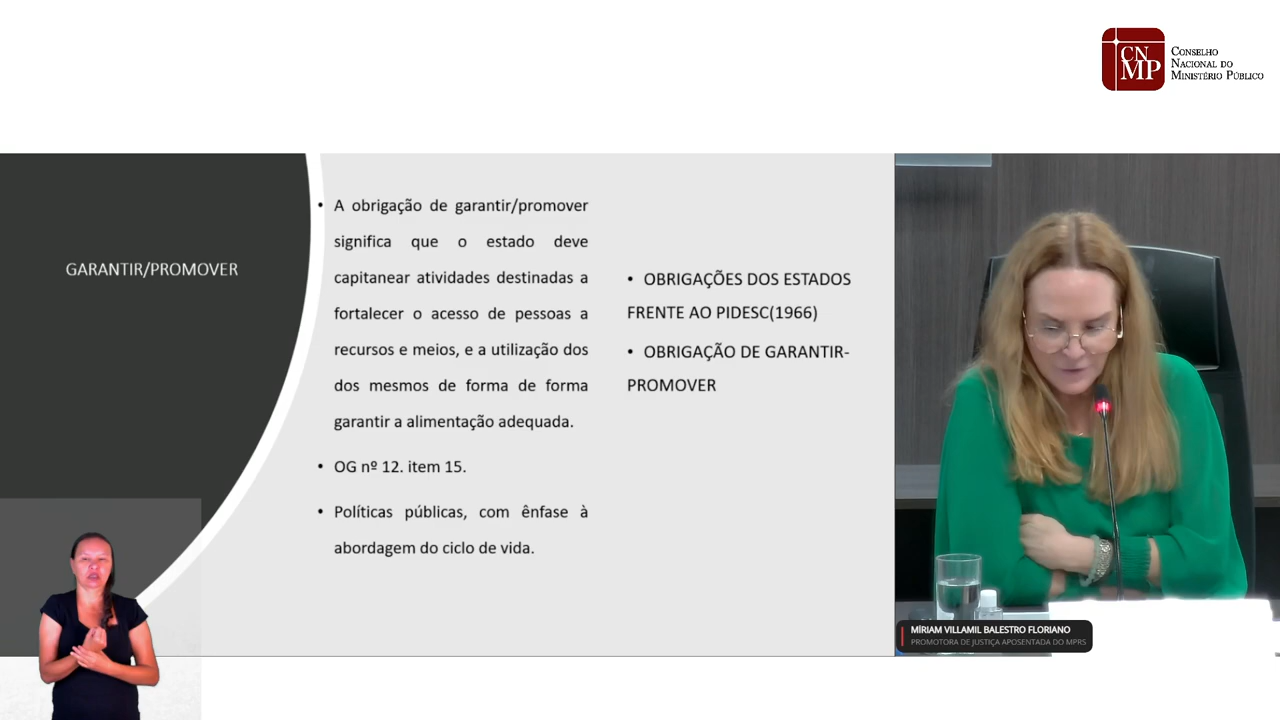 CN
MP
CONSELHO
NACIONAL DO
MINISTÉRIO PÚBLICO
GARANTIR/PROMOVER
• A obrigação de garantir/promover
significa que o estado deve
capitanear atividades destinadas a
fortalecer o acesso de pessoas a
recursos e meios, e a utilização dos
dos mesmos de forma de forma
garantir a alimentação adequada.
• OG nº 12. item 15.
• Políticas públicas, com ênfase à
abordagem do ciclo de vida.
• OBRIGAÇÕES DOS ESTADOS
FRENTE AO PIDESC(1966)
• OBRIGAÇÃO DE GARANTIR-
PROMOVER
MÍRIAM VILLAMIL BALESTRO FLORIANO
PROMOTORA DE JUSTIÇA APOSENTADA DO MPRS